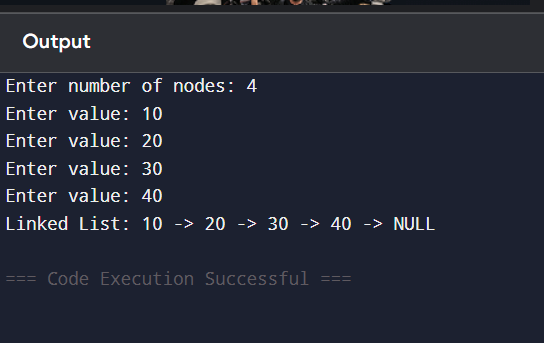 Output
Enter number of nodes: 4
Enter value: 10
Enter value: 20
Enter value: 30
Enter value: 40
Linked List: 10 -> 20 -> 30 -> 40 -> NULL
=== Code Execution Successful ===